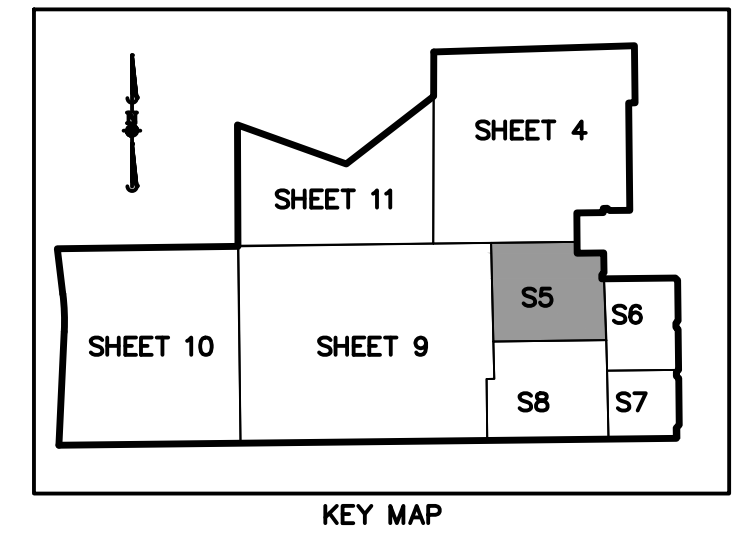 N
SHEET 4
SHEET 11
S5
S6
SHEET 10
SHEET 9
S8
S7
KEY MAP